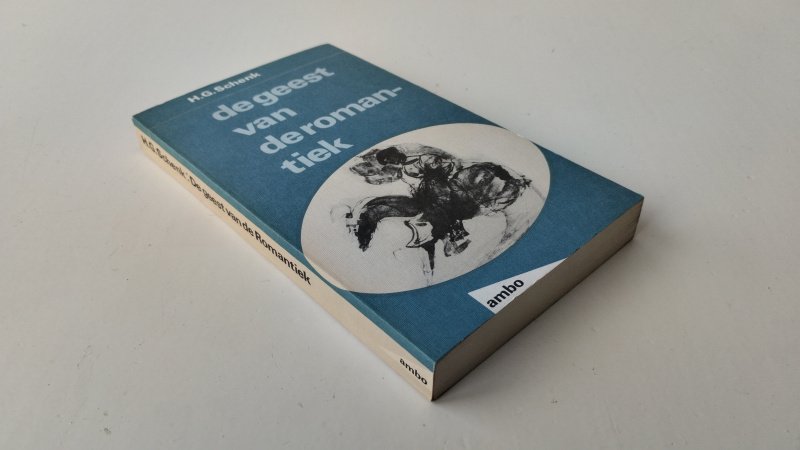 H.G. Schenk
de geest
van
de roman-
tiek
ambo
H.G. Schenk: De geest van de Romantiek
ambo